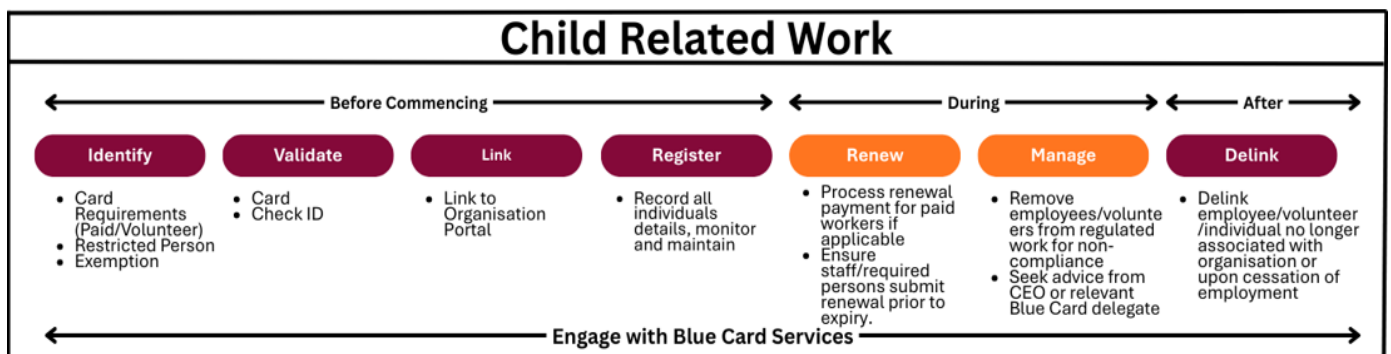 Child Related Work
Before Commencing
During
After
Identify
Validate
Link
Register
Renew
Manage
Delink
• Card
Requirements
(Paid/Volunteer)
• Restricted Person
• Exemption
• Card
• Check ID
• Link to
Organisation
Portal
• Record all
individuals
details, monitor
and maintain
• Process renewal
payment for paid
workers if
applicable
• Ensure
staff/required
persons submit
renewal prior to
expiry.
• Remove
employees/volunte
ers from regulated
work for non-
compliance
• Seek advice from
CEO or relevant
Blue Card delegate
• Delink
employee/volunteer
/individual no longer
associated with
organisation or
upon cessation of
employment
Engage with Blue Card Services